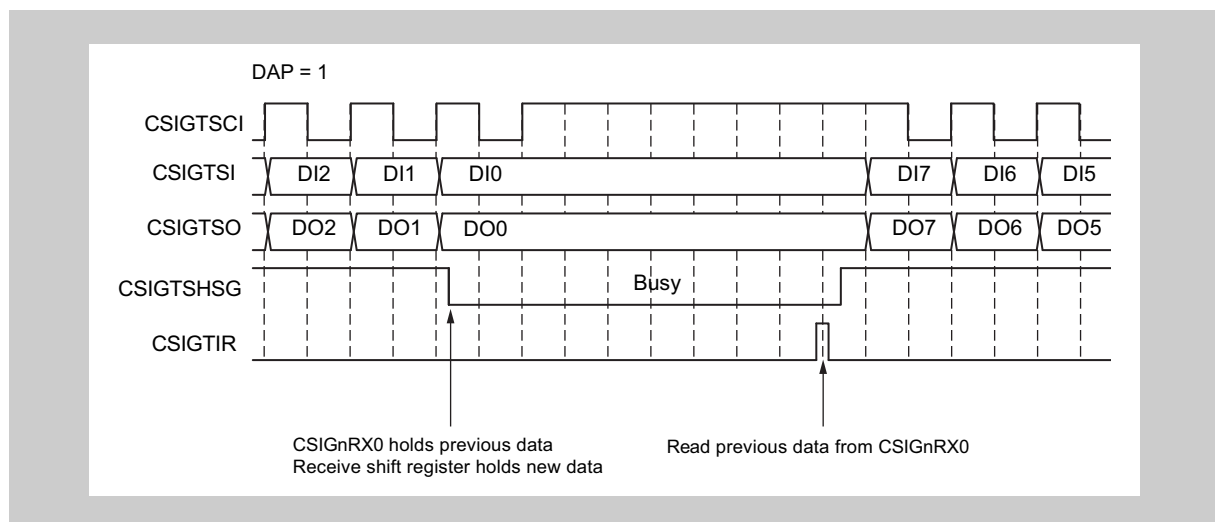 DAP = 1
CSIGTSCI
CSIGTSI DI2 DI1 DI0 DI7 DI6 DI5
CSIGTSO DO2 DO1 DO0 DO7 DO6 DO5
CSIGTSHSG Busy
CSIGTIR
CSIGnRX0 holds previous data
Receive shift register holds new data
Read previous data from CSIGnRX0